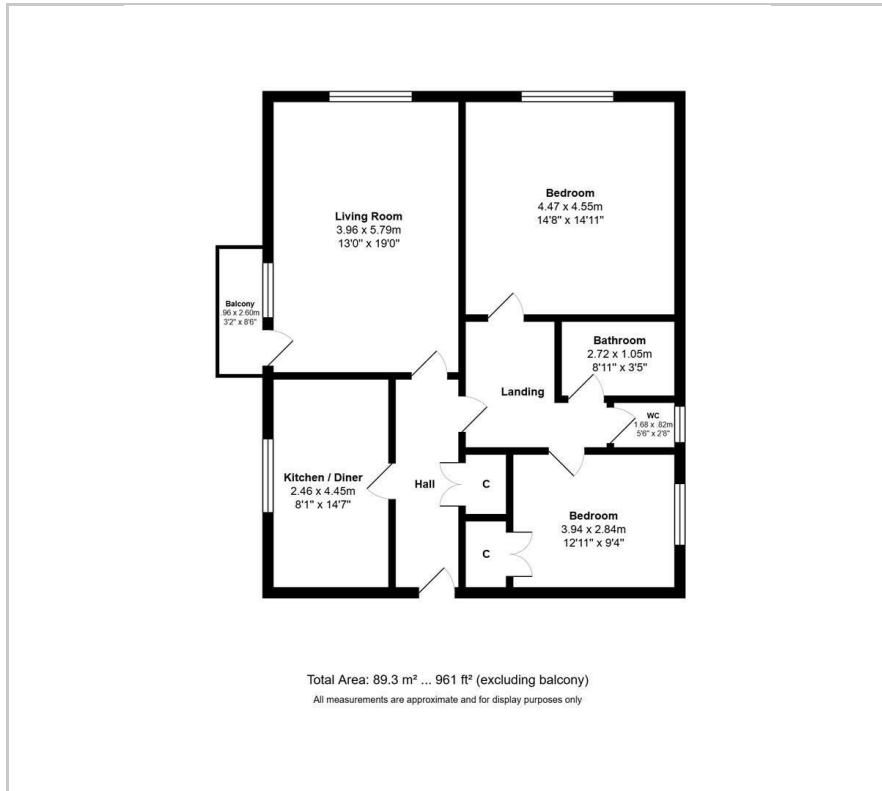 Living Room
3.96 x 5.79m
13'0" x 19'0"
Bedroom
4.47 x 4.55m
14'8" x 14'11"
Balcony
.96 x 2.60m
3'2" x 8'6"
Bathroom
2.72 x 1.05m
8'11" x 3'5"
Landing
WC
1.68 x .82m
5'6" x 2'8"
Kitchen / Diner
2.46 x 4.45m
8'1" x 14'7"
Hall
C
C
Bedroom
3.94 x 2.84m
12'11" x 9'4"
Total Area: 89.3 m² ... 961 ft² (excluding balcony)
All measurements are approximate and for display purposes only